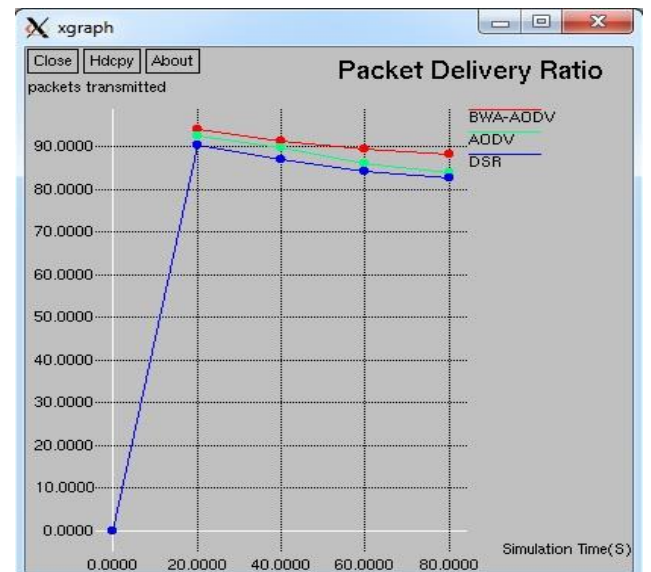 xgraph
Close Hdcpy About
Packet Delivery Ratio
packets transmitted
BWA-AODV
AODV
DSR
90.0000
80.0000
70.0000
60.0000
50.0000
40.0000
30.0000
20.0000
10.0000
0.0000
Simulation Time(S)
0.0000 20.0000 40.0000 60.0000 80.0000